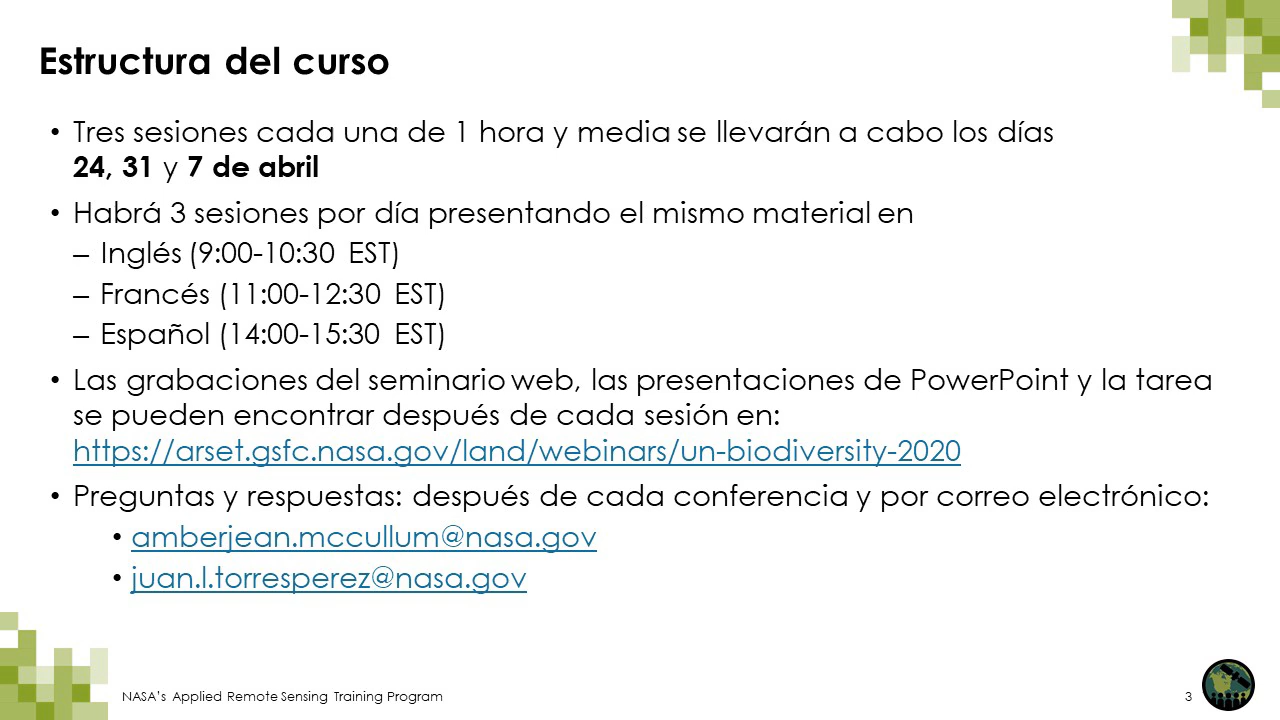 Estructura del curso
• Tres sesiones cada una de 1 hora y media se llevarán a cabo los días
24, 31 y 7 de abril
• Habrá 3 sesiones por día presentando el mismo material en
– Inglés (9:00-10:30 EST)
– Francés (11:00-12:30 EST)
– Español (14:00-15:30 EST)
• Las grabaciones del seminario web, las presentaciones de PowerPoint y la tarea
se pueden encontrar después de cada sesión en:
https://arset.gsfc.nasa.gov/land/webinars/un-biodiversity-2020
• Preguntas y respuestas: después de cada conferencia y por correo electrónico:
• amberjean.mccullum@nasa.gov
• juan.l.torresperez@nasa.gov
NASA's Applied Remote Sensing Training Program
3